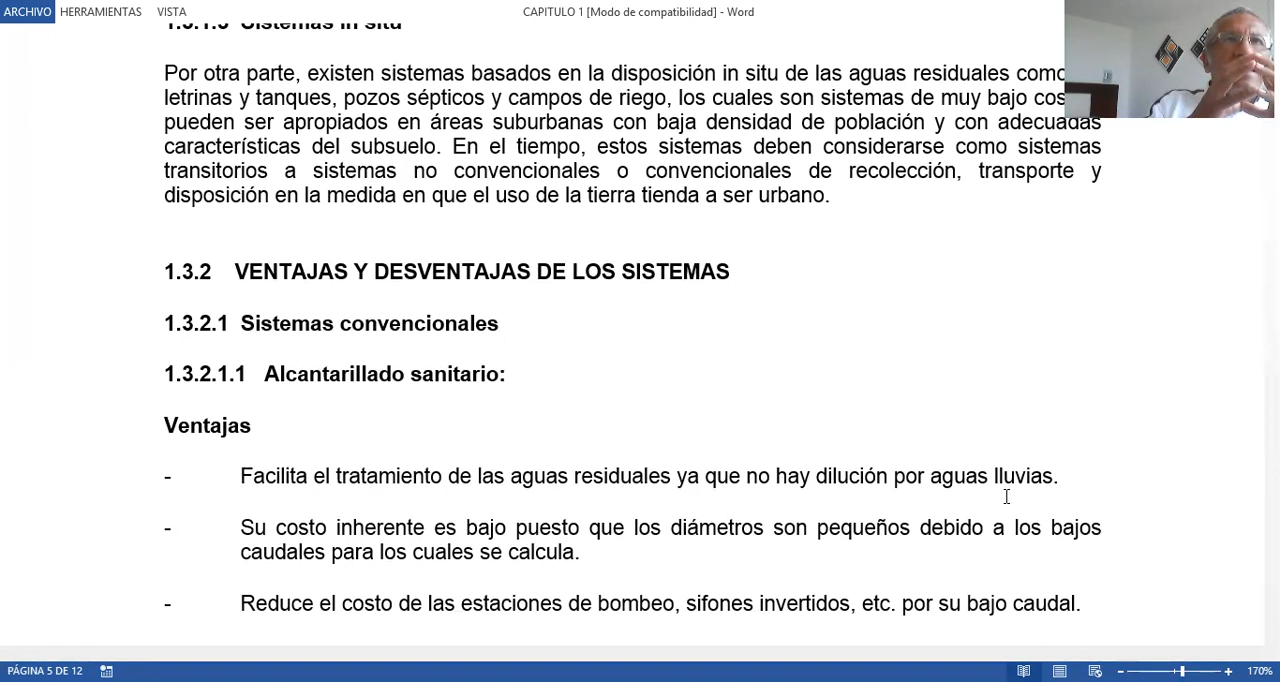 ARCHIVO HERRAMIENTAS VISTA CAPITULO 1 [Modo de compatibilidad] - Word
1.3.1.3 Sistemas in situ
Por otra parte, existen sistemas basados en la disposición in situ de las aguas residuales como
letrinas y tanques, pozos sépticos y campos de riego, los cuales son sistemas de muy bajo
pueden ser apropiados en áreas suburbanas con baja densidad de población y con adecuadas
características del subsuelo. En el tiempo, estos sistemas deben considerarse como sistemas
transitorios a sistemas no convencionales o convencionales de recolección, transporte y
disposición en la medida en que el uso de la tierra tienda a ser urbano.
1.3.2 VENTAJAS Y DESVENTAJAS DE LOS SISTEMAS
1.3.2.1 Sistemas convencionales
1.3.2.1.1 Alcantarillado sanitario:
Ventajas
- Facilita el tratamiento de las aguas residuales ya que no hay dilución por aguas lluvias.
- Su costo inherente es bajo puesto que los diámetros son pequeños debido a los bajos
caudales para los cuales se calcula.
- Reduce el costo de las estaciones de bombeo, sifones invertidos, etc. por su bajo caudal.
PÁGINA 5 DE 12 170%